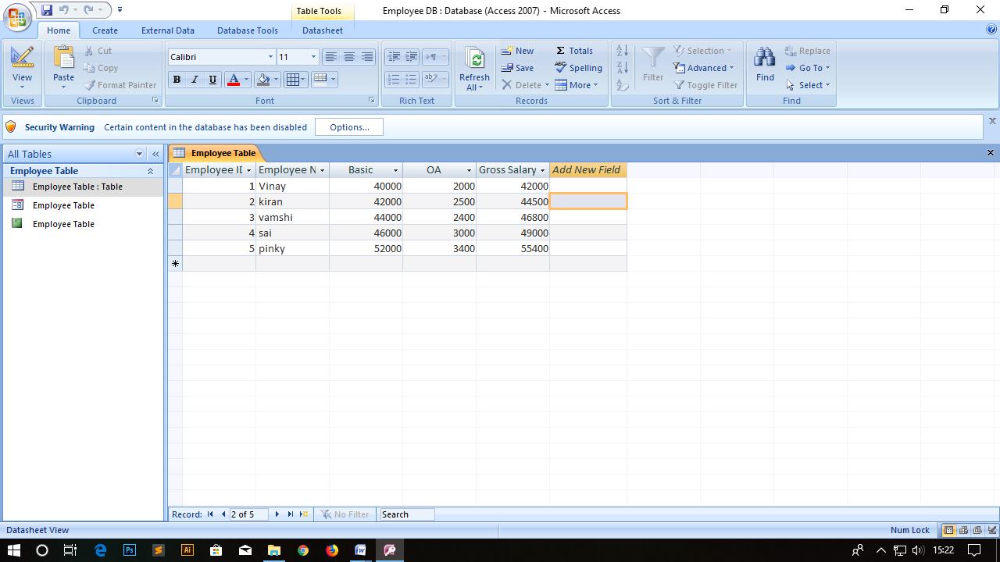 Table Tools
Employee DB : Database (Access 2007) - Microsoft Access
Home
Create
External Data
Database Tools
Datasheet
View
Views
Paste
Cut
Copy
Format Painter
Clipboard
Calibri
11
B I U A
Font
Rich Text
Refresh
All
New
Save
Delete
Σ Totals
Spelling
More
Records
Filter
Selection
Advanced
Toggle Filter
Sort & Filter
Find
Replace
Go To
Select
Find
Security Warning
Certain content in the database has been disabled
Options...
All Tables
Employee Table
Employee Table : Table
Employee Table
Employee Table
Employee Table
Employee ID Employee N Basic OA Gross Salary Add New Field
1 Vinay 40000 2000 42000
2 kiran 42000 2500 44500
3 vamshi 44000 2400 46800
4 sai 46000 3000 49000
5 pinky 52000 3400 55400
Record: 2 of 5 No Filter Search
Datasheet View
Num Lock
Ps
Ai
15:22